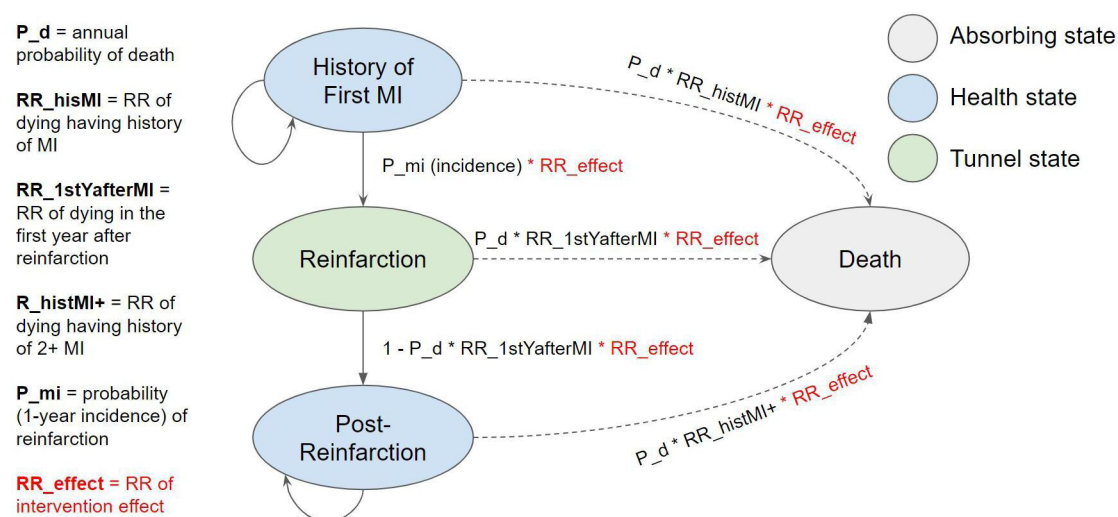 P_d = annual
probability of death
RR_hisMI = RR of
dying having history
of MI
RR_1stYafterMI =
RR of dying in the
first year after
reinfarction
R_histMI+ = RR of
dying having history
of 2+ MI
P_mi = probability
(1-year incidence) of
reinfarction
RR_effect = RR of
intervention effect
History of
First MI
P_d * RR_histMI * RR_effect
P_mi (incidence) * RR_effect
Reinfarction
P_d * RR_1stYafterMI * RR_effect
Death
1 - P_d * RR_1stYafterMI * RR_effect
Post-
Reinfarction
P_d * RR_histMI+ * RR_effect
Absorbing state
Health state
Tunnel state